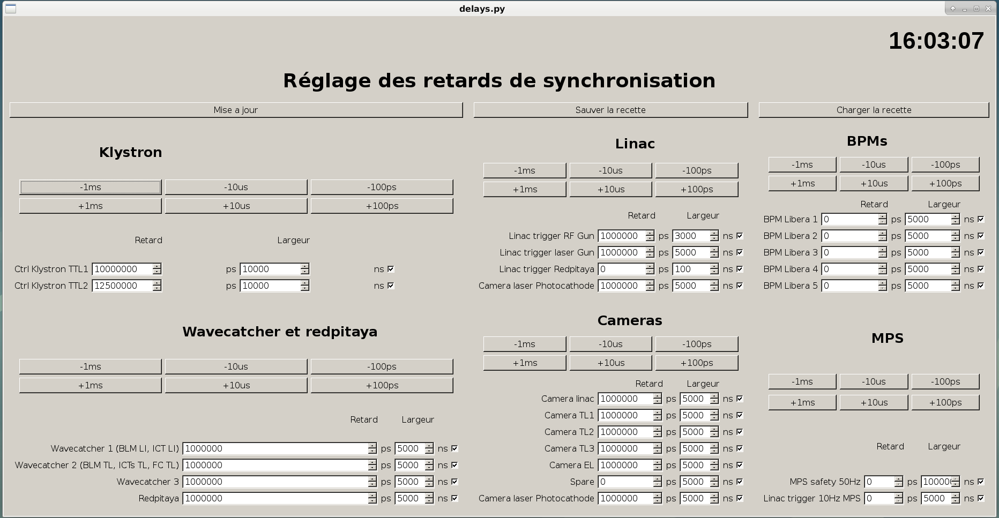 delays.py
16:03:07
Réglage des retards de synchronisation
Mise a jour
Sauver la recette
Charger la recette
Klystron
-1ms -10us -100ps
+1ms +10us +100ps
Retard Largeur
Ctrl Klystron TTL1 10000000 ps 10000 ns
Ctrl Klystron TTL2 12500000 ps 10000 ns
Linac
-1ms -10us -100ps
+1ms +10us +100ps
Retard Largeur
Linac trigger RF Gun 1000000 ps 3000 ns
Linac trigger laser Gun 1000000 ps 5000 ns
Linac trigger Redpitaya 0 ps 100 ns
Camera laser Photocathode 1000000 ps 5000 ns
BPMs
-1ms -10us -100ps
+1ms +10us +100ps
Retard Largeur
BPM Libera 1 0 ps 5000 ns
BPM Libera 2 0 ps 5000 ns
BPM Libera 3 0 ps 5000 ns
BPM Libera 4 0 ps 5000 ns
BPM Libera 5 0 ps 5000 ns
Wavecatcher et redpitaya
-1ms -10us -100ps
+1ms +10us +100ps
Retard Largeur
Wavecatcher 1 (BLM LI, ICT LI) 1000000 ps 5000 ns
Wavecatcher 2 (BLM TL, ICTs TL, FC TL) 1000000 ps 5000 ns
Wavecatcher 3 1000000 ps 5000 ns
Redpitaya 1000000 ps 5000 ns
Cameras
-1ms -10us -100ps
+1ms +10us +100ps
Retard Largeur
Camera linac 1000000 ps 5000 ns
Camera TL1 1000000 ps 5000 ns
Camera TL2 1000000 ps 5000 ns
Camera TL3 1000000 ps 5000 ns
Camera EL 1000000 ps 5000 ns
Spare 0 ps 5000 ns
Camera laser Photocathode 1000000 ps 5000 ns
MPS
-1ms -10us -100ps
+1ms +10us +100ps
Retard Largeur
MPS safety 50Hz 0 ps ns
Linac trigger 10Hz MPS 0 ps 5000 ns